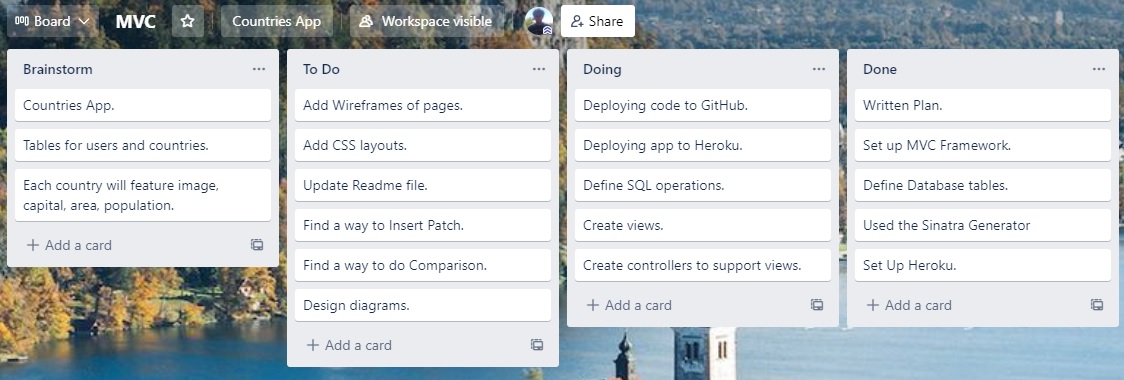 Board MVC Countries App Workspace visible Share
Brainstorm
Countries App.
Tables for users and countries.
Each country will feature image,
capital, area, population.
+ Add a card
To Do
Add Wireframes of pages.
Add CSS layouts.
Update Readme file.
Find a way to Insert Patch.
Find a way to do Comparison.
Design diagrams.
+ Add a card
Doing
Deploying code to GitHub.
Deploying app to Heroku.
Define SQL operations.
Create views.
Create controllers to support views.
+ Add a card
Done
Written Plan.
Set up MVC Framework.
Define Database tables.
Used the Sinatra Generator
Set Up Heroku.
+ Add a card